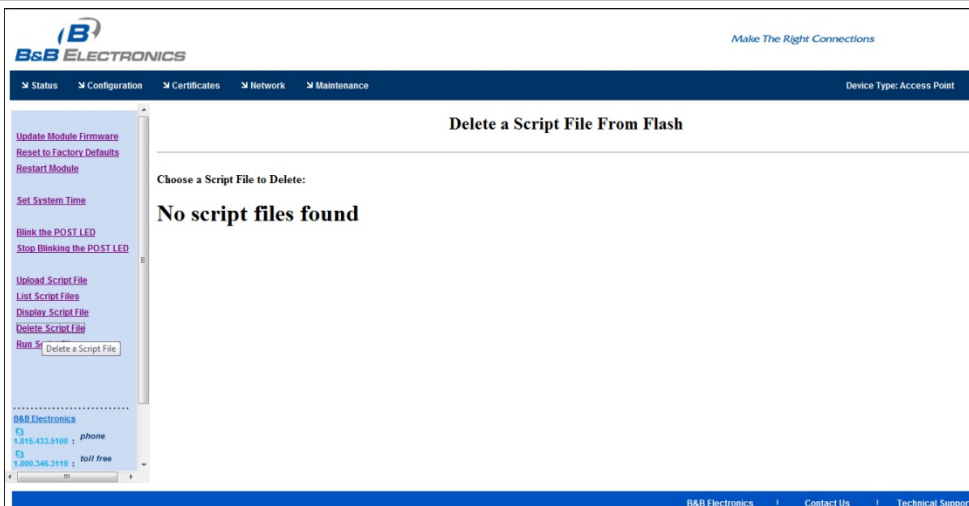 B&B ELECTRONICS
Make The Right Connections
Status Configuration Certificates Network Maintenance Device Type: Access Point
Update Module Firmware
Reset to Factory Defaults
Restart Module
Set System Time
Blink the POST LED
Stop Blinking the POST LED
Upload Script File
List Script Files
Display Script File
Delete Script File
Run
Delete a Script File
B&B Electronics
1.815.433.5100 : phone
1.800.346.3119 : toll free
Delete a Script File From Flash
Choose a Script File to Delete:
No script files found
B&B Electronics | Contact Us | Technical Suppor